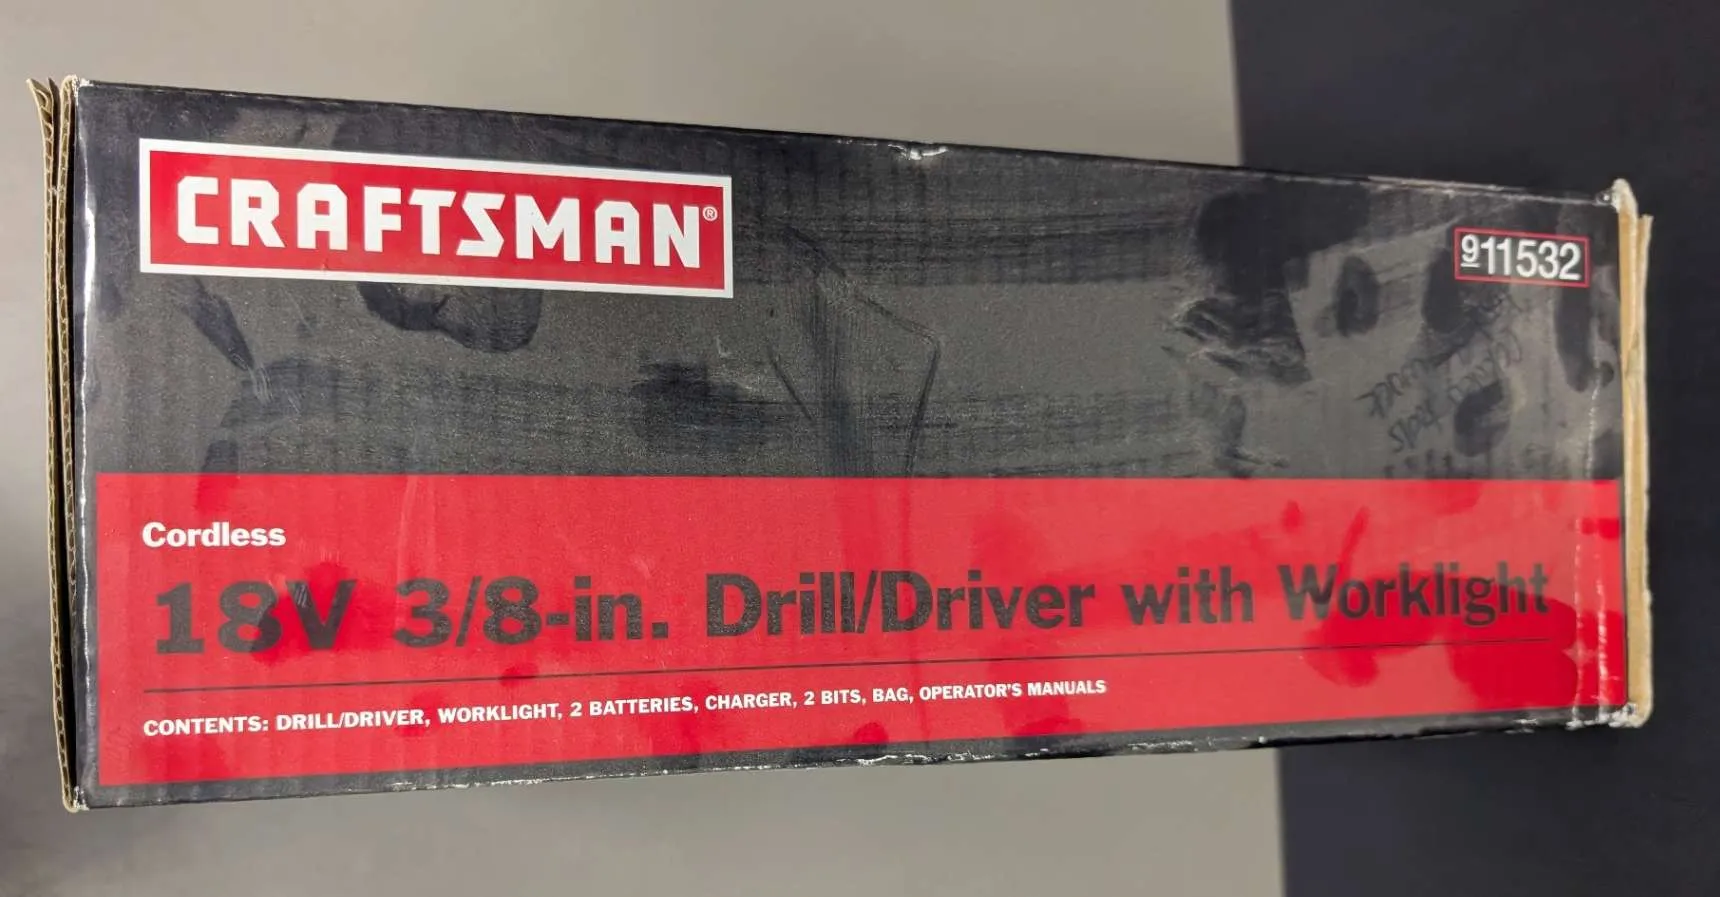 CRAFTSMAN®
911532
Cordless
18V 3/8-in. Drill/Driver with Worklight
CONTENTS: DRILL/DRIVER, WORKLIGHT, 2 BATTERIES, CHARGER, 2 BITS, BAG, OPERATOR'S MANUALS